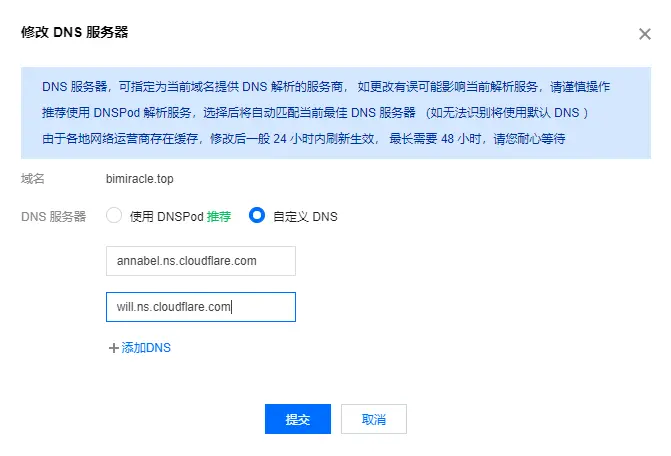 修改 DNS 服务器
DNS 服务器，可指定为当前域名提供 DNS 解析的服务商， 如更改有误可能影响当前解析服务，请谨慎操作
推荐使用 DNSPod 解析服务，选择后将自动匹配当前最佳 DNS 服务器 （如无法识别将使用默认 DNS ）
由于各地网络运营商存在缓存，修改后一般 24 小时内刷新生效， 最长需要 48 小时，请您耐心等待
域名 bimiracle.top
DNS 服务器 使用 DNSPod 推荐 自定义 DNS
annabel.ns.cloudflare.com
will.ns.cloudflare.com
添加DNS
提交 取消